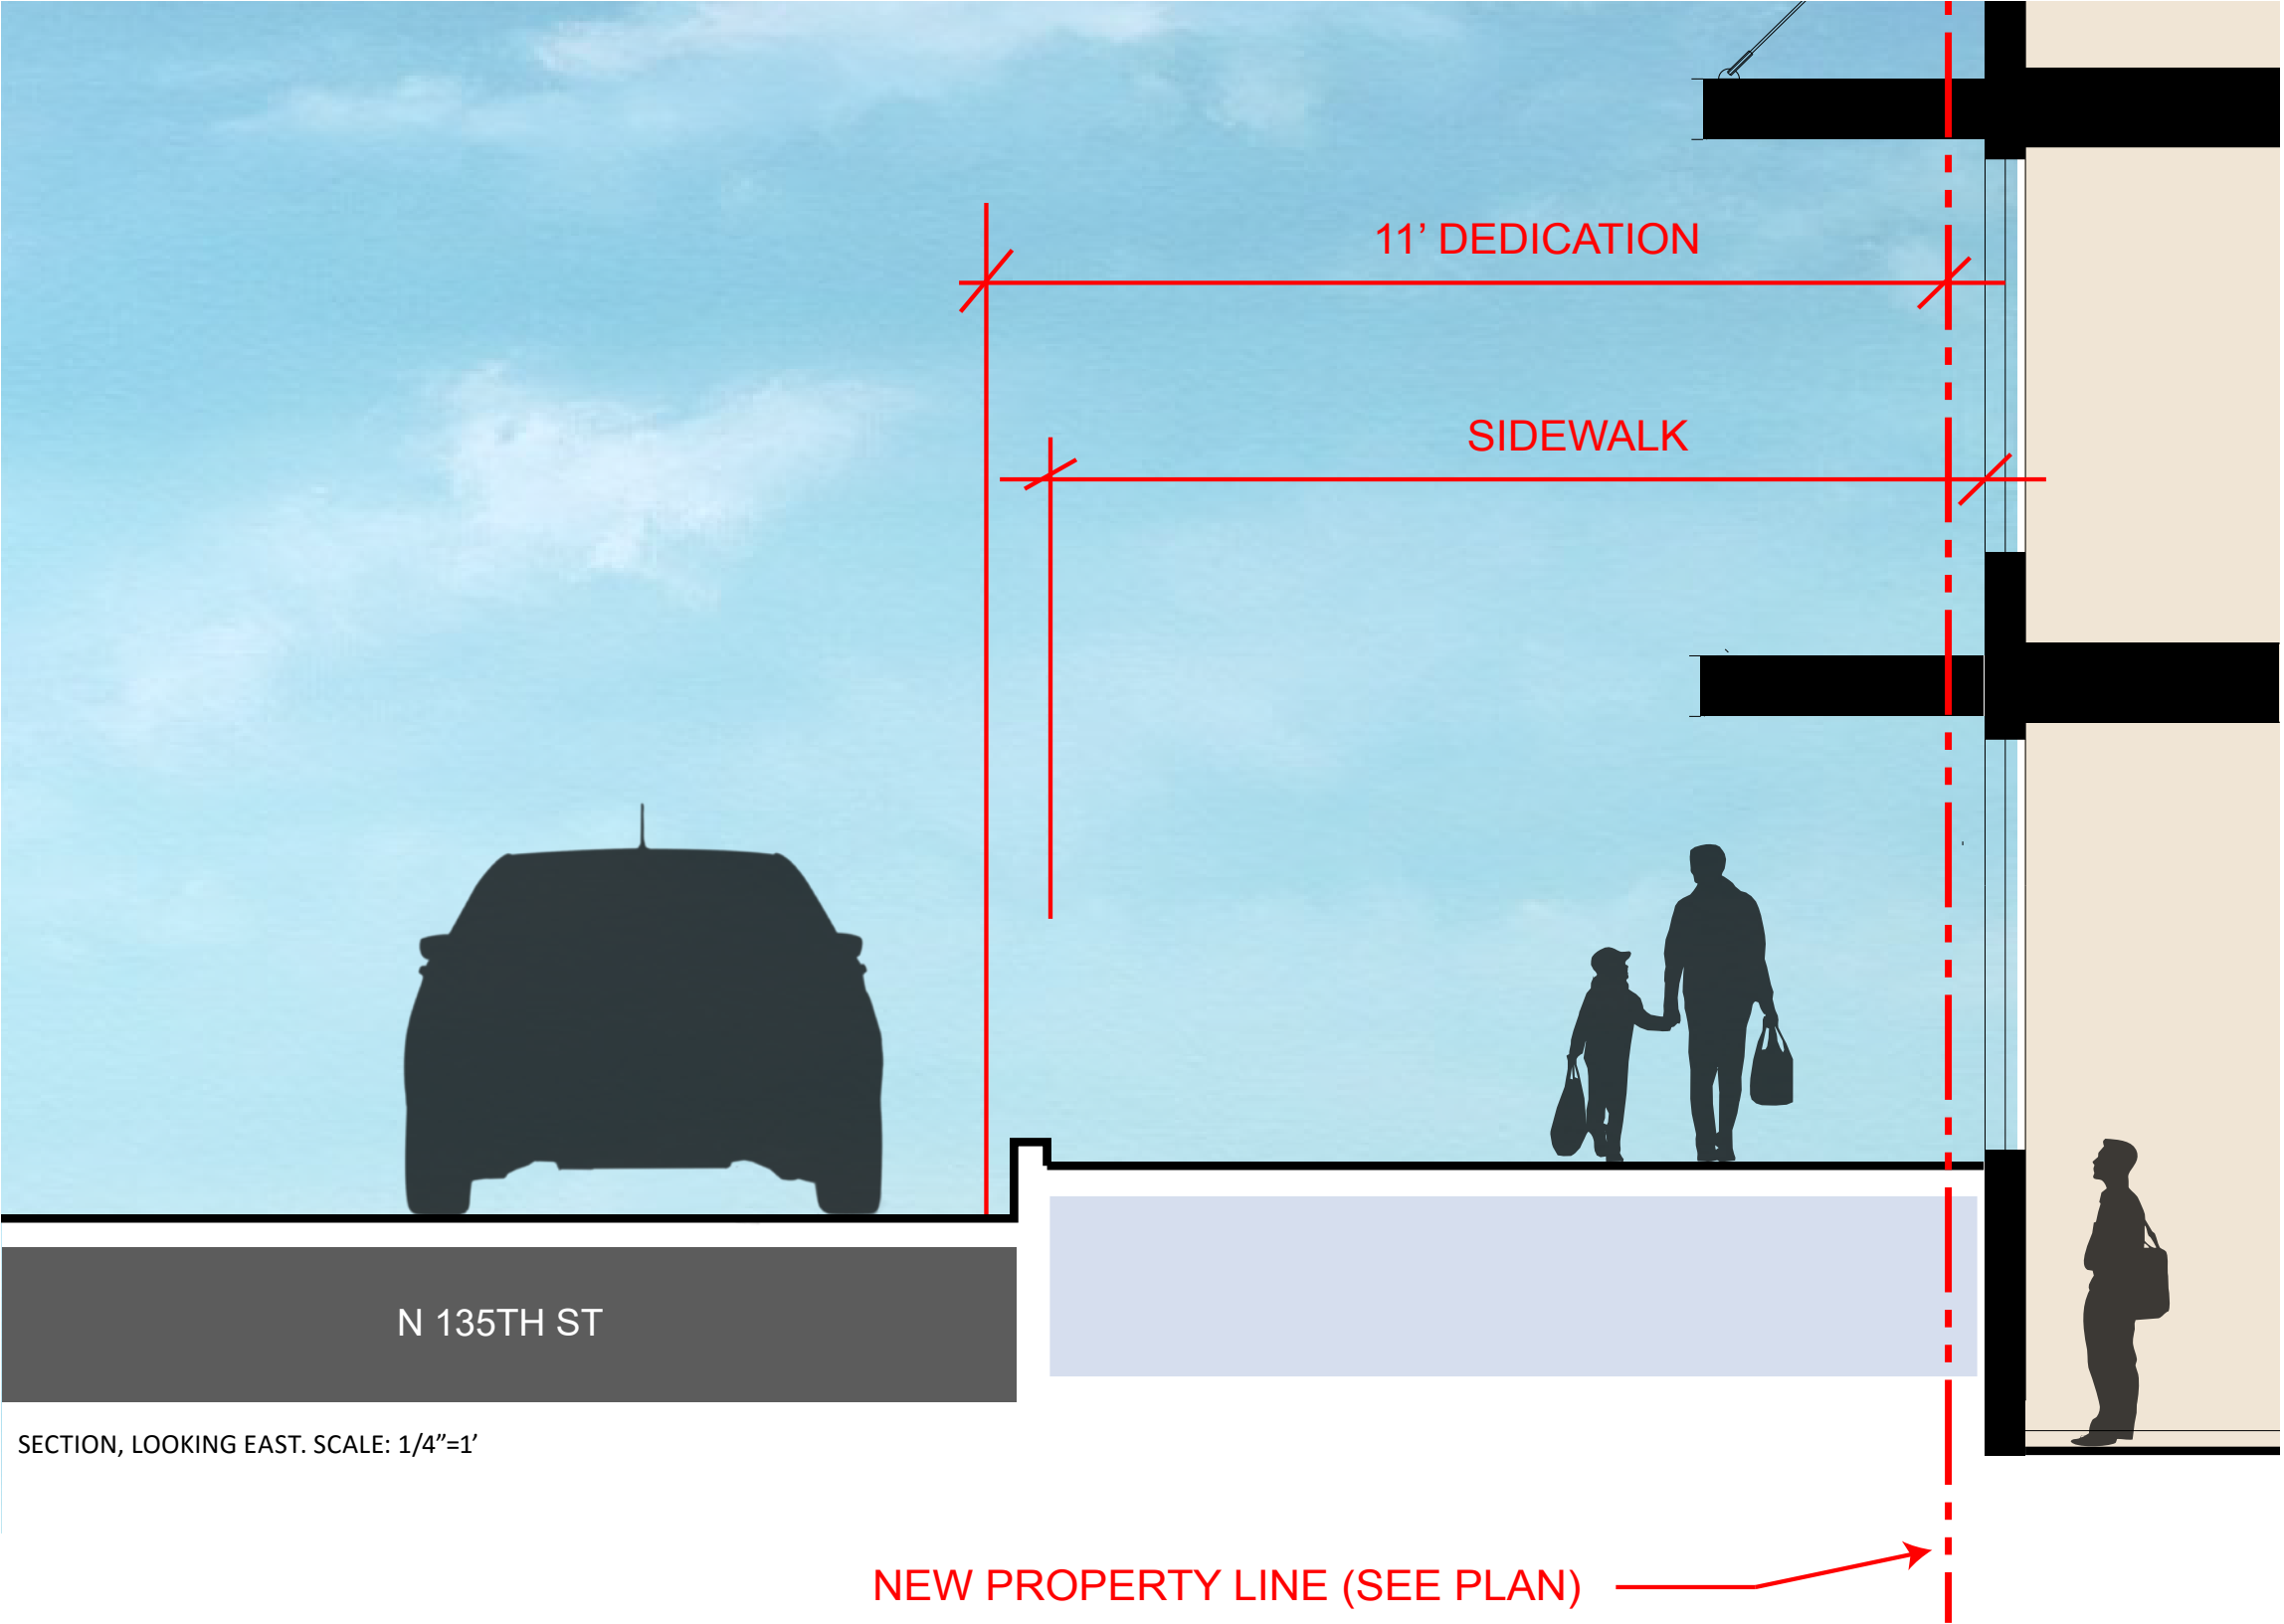 11’ DEDICATION
SIDEWALK
N 135TH ST
SECTION, LOOKING EAST. SCALE: 1/4”=1’
NEW PROPERTY LINE (SEE PLAN)